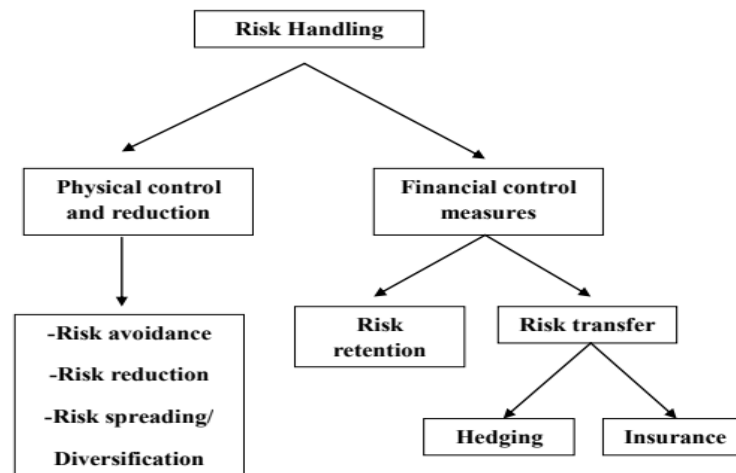 Risk Handling
Physical control
and reduction
Financial control
measures
-Risk avoidance
-Risk reduction
-Risk spreading/
Diversification
Risk
retention
Risk transfer
Hedging
Insurance